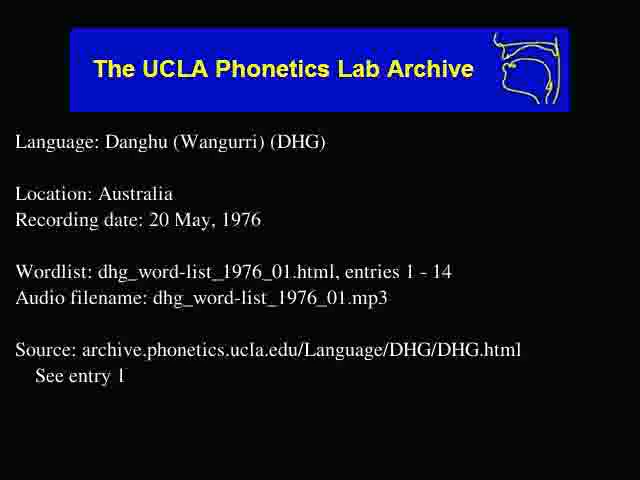 The UCLA Phonetics Lab Archive
Language: Danghu (Wangurri) (DHG)
Location: Australia
Recording date: 20 May, 1976
Wordlist: dhg_word-list_1976_01.html, entries 1 - 14
Audio filename: dhg_word-list_1976_01.mp3
Source: archive.phonetics.ucla.edu/Language/DHG/DHG.html
See entry 1